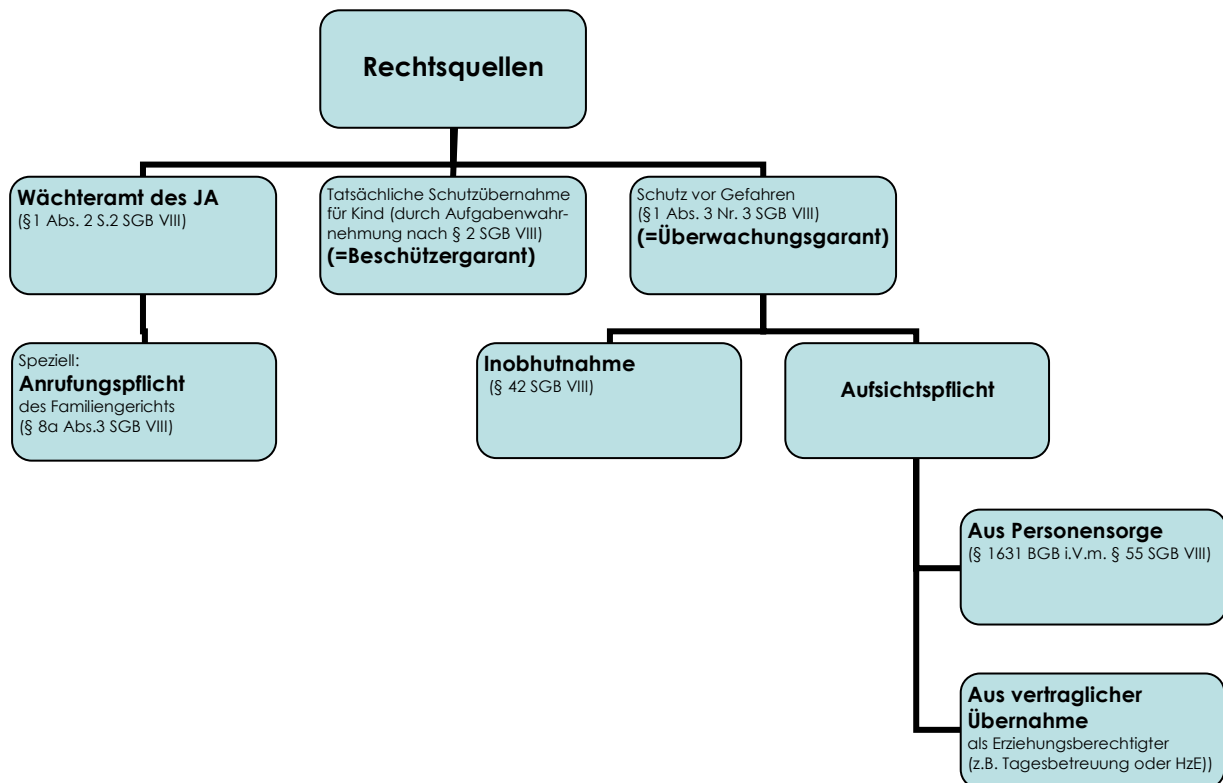 Rechtsquellen
Wächteramt des JA
(§1 Abs. 2 S.2 SGB VIII)
Tatsächliche Schutzübernahme
für Kind (durch Aufgabenwahr-
nehmung nach § 2 SGB VIII)
(=Beschützergarant)
Schutz vor Gefahren
(§1 Abs. 3 Nr. 3 SGB VIII)
(=Überwachungsgarant)
Speziell:
Anrufungspflicht
des Familiengerichts
(§ 8a Abs.3 SGB VIII)
Inobhutnahme
(§ 42 SGB VIII)
Aufsichtspflicht
Aus Personensorge
(§ 1631 BGB i.V.m. § 55 SGB VIII)
Aus vertraglicher
Übernahme
als Erziehungsberechtigter
(z.B. Tagesbetreuung oder HzE))